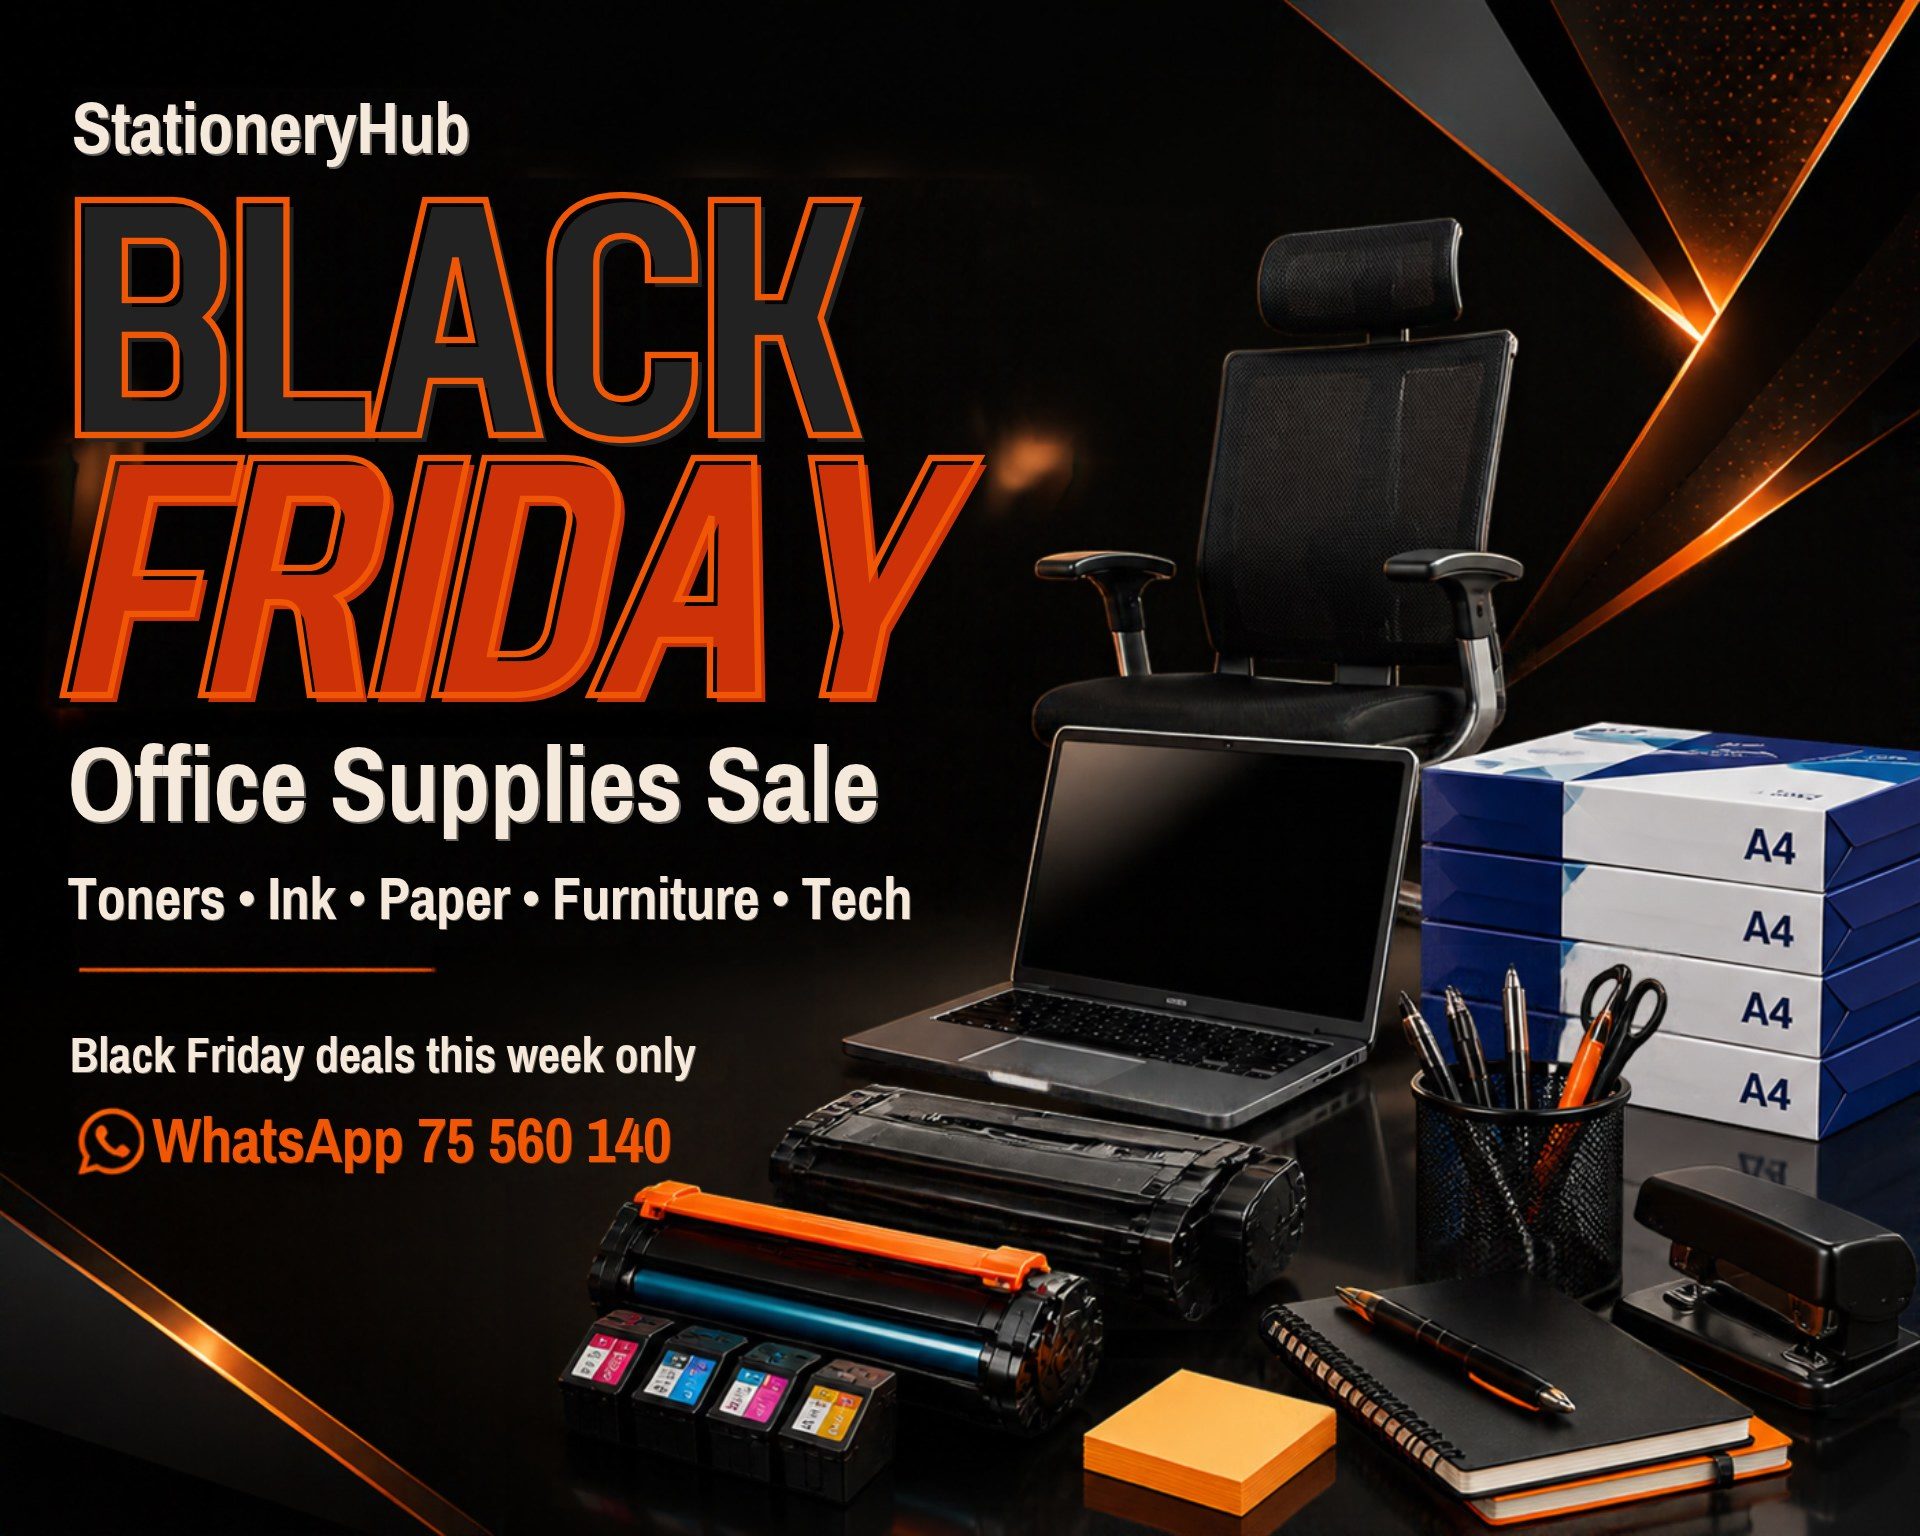 StationeryHub
BLACK
FRIDAY
Office Supplies Sale
Toners • Ink • Paper • Furniture • Tech
Black Friday deals this week only
WhatsApp 75 560 140
A4
A4
A4
A4